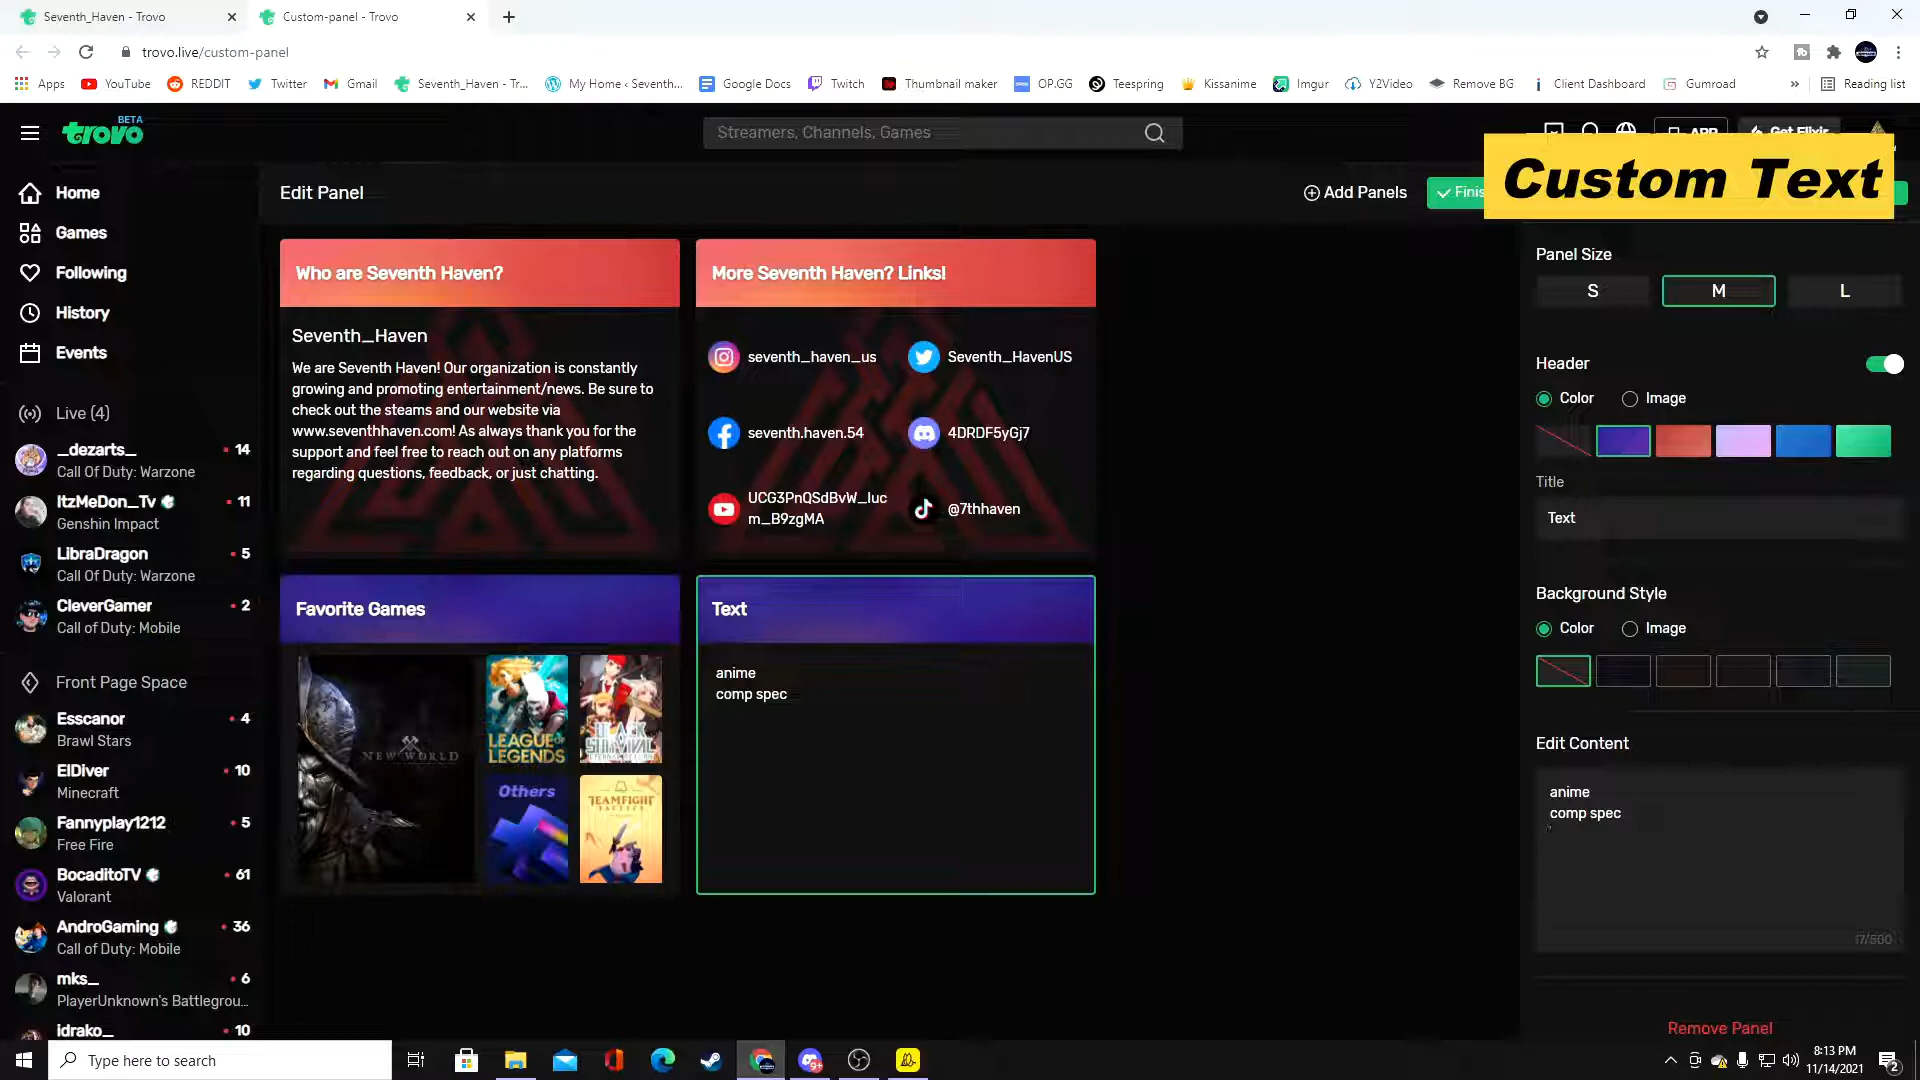 Seventh_Haven - Trovo
Custom-panel - Trovo
trovo.live/custom-panel
Apps
YouTube
REDDIT
Twitter
Gmail
Seventh_Haven - Tr...
My Home ‹ Seventh...
Google Docs
Twitch
Thumbnail maker
OP.GG
Teespring
Kissanime
Imgur
Y2Video
Remove BG
Client Dashboard
Gumroad
»
Reading list
trovo
BETA
Streamers, Channels, Games
APP
Get Elixir
Custom Text
Home
Games
Following
History
Events
Live (4)
_dezarts_
14
Call Of Duty: Warzone
ItzMeDon_Tv
11
Genshin Impact
LibraDragon
5
Call Of Duty: Warzone
CleverGamer
2
Call of Duty: Mobile
Front Page Space
Esscanor
4
Brawl Stars
ElDiver
10
Minecraft
Fannyplay1212
5
Free Fire
BocaditoTV
61
Valorant
AndroGaming
36
Call of Duty: Mobile
mks_
6
PlayerUnknown's Battlegrou...
idrako_
10
Edit Panel
Add Panels
Finis
Who are Seventh Haven?
Seventh_Haven
We are Seventh Haven! Our organization is constantly
growing and promoting entertainment/news. Be sure to
check out the steams and our website via
www.seventhhaven.com! As always thank you for the
support and feel free to reach out on any platforms
regarding questions, feedback, or just chatting.
More Seventh Haven? Links!
seventh_haven_us
Seventh_HavenUS
seventh.haven.54
4DRDF5yGj7
UCG3PnQSdBvW_Iuc
m_B9zgMA
@7thhaven
Favorite Games
NEW WORLD
LEAGUE OF
LEGENDS
Others
TEAMFIGHT
TACTICS
Text
anime
comp spec
Panel Size
S
M
L
Header
Color
Image
Title
Text
Background Style
Color
Image
Edit Content
anime
comp spec
17/500
Remove Panel
Type here to search
9+
8:13 PM
11/14/2021
2